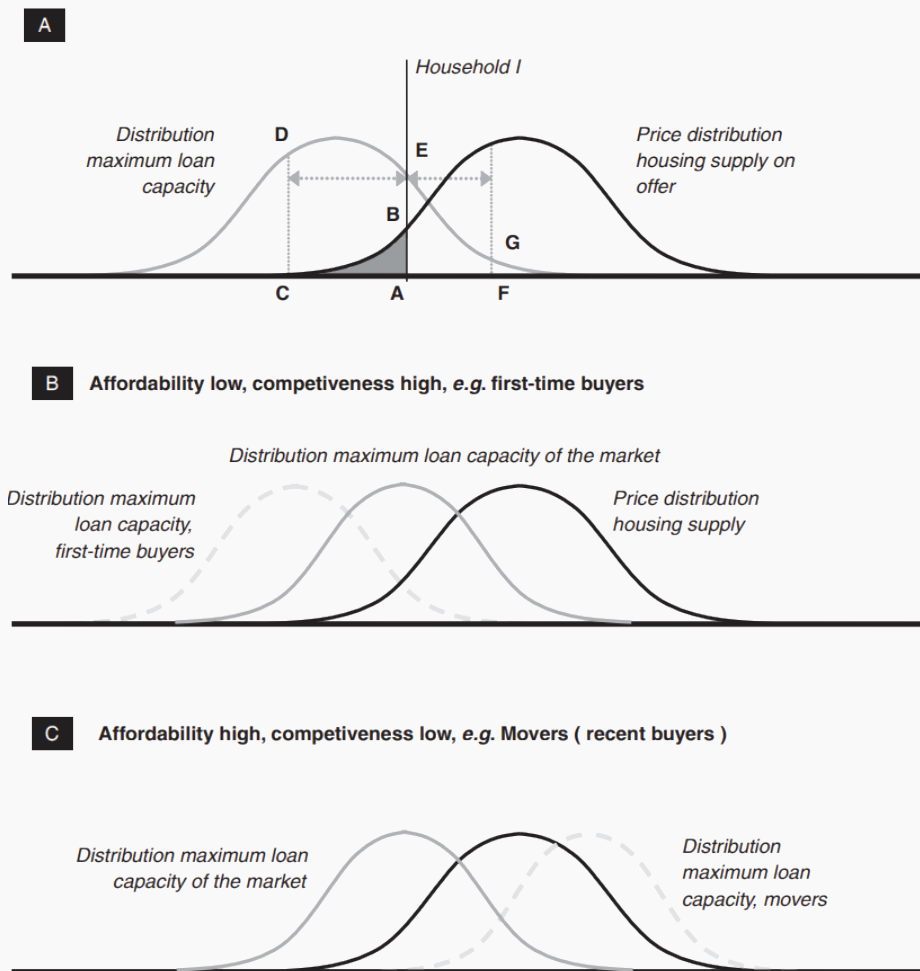 A
Household I
Distribution
maximum loan
capacity
D
E
Price distribution
housing supply on
offer
B
G
C
A
F
B Affordability low, competiveness high, e.g. first-time buyers
Distribution maximum loan capacity of the market
Distribution maximum
loan capacity,
first-time buyers
Price distribution
housing supply
C Affordability high, competiveness low, e.g. Movers ( recent buyers )
Distribution maximum loan
capacity of the market
Distribution
maximum loan
capacity, movers